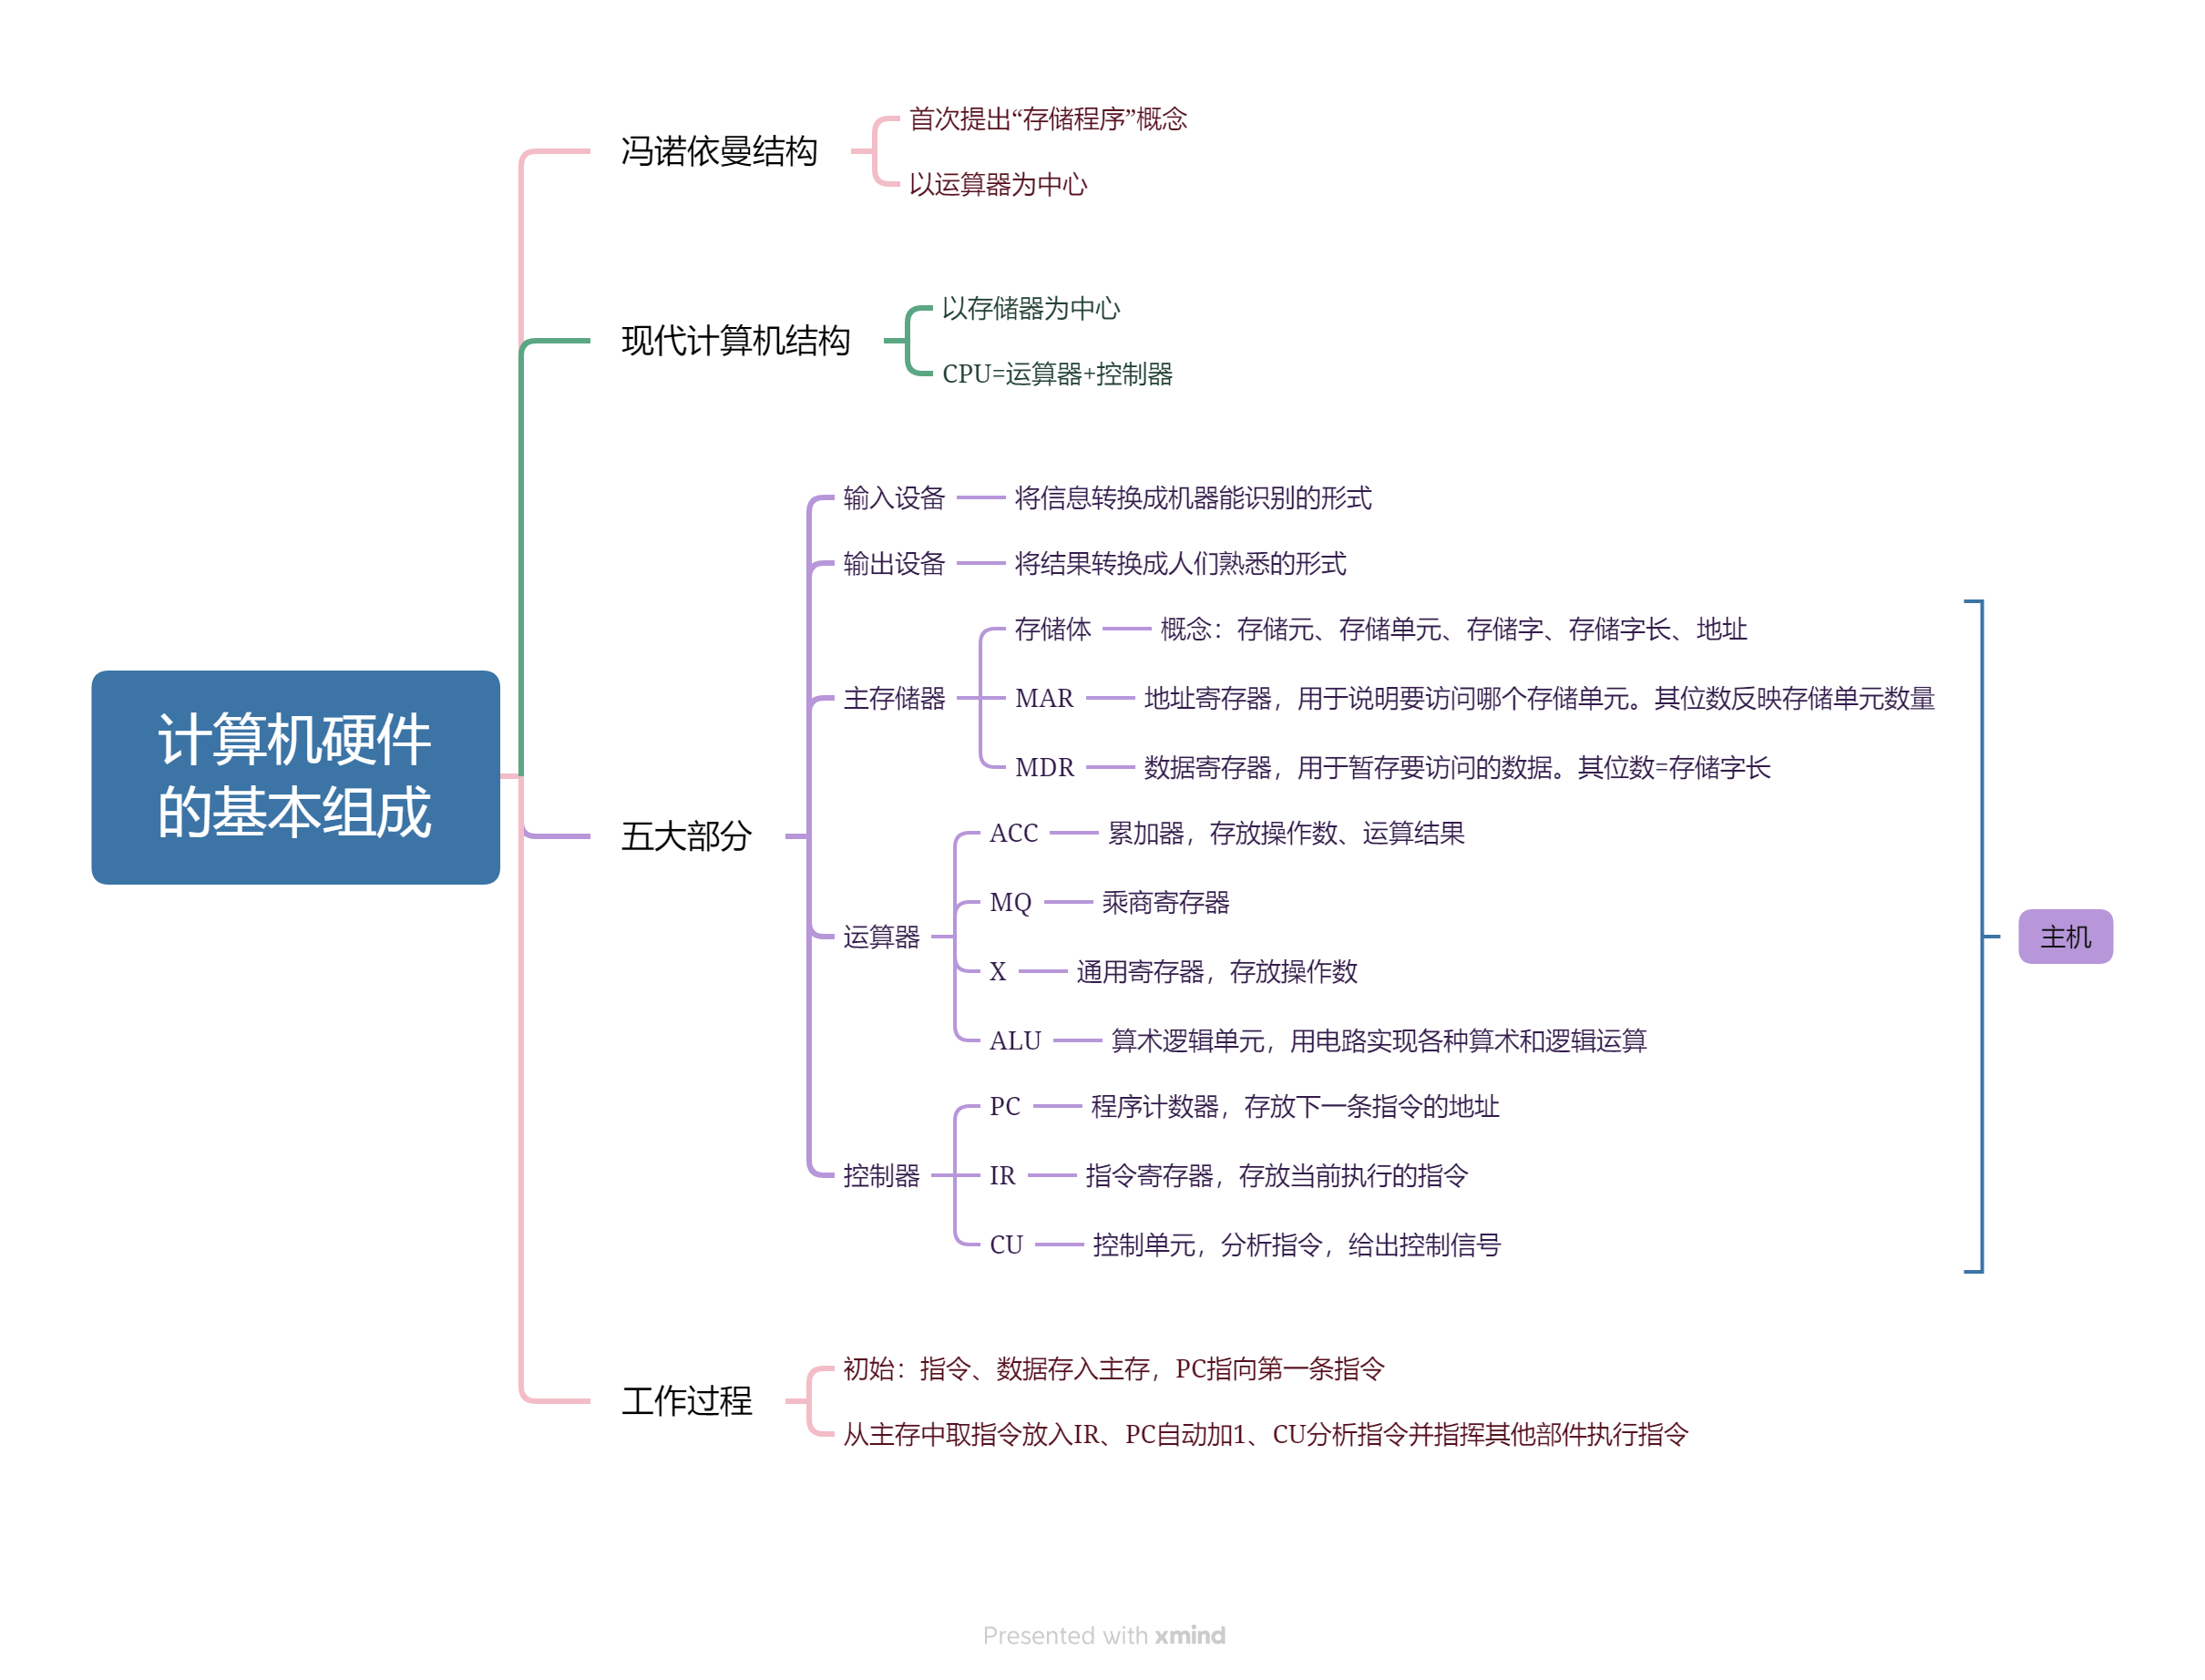 计算机硬件
的基本组成
冯诺依曼结构
首次提出“存储程序”概念
以运算器为中心
现代计算机结构
以存储器为中心
CPU=运算器+控制器
五大部分
输入设备
将信息转换成机器能识别的形式
输出设备
将结果转换成人们熟悉的形式
主存储器
存储体
概念：存储元、存储单元、存储字、存储字长、地址
MAR
地址寄存器，用于说明要访问哪个存储单元。其位数反映存储单元数量
MDR
数据寄存器，用于暂存要访问的数据。其位数=存储字长
运算器
ACC
累加器，存放操作数、运算结果
MQ
乘商寄存器
X
通用寄存器，存放操作数
ALU
算术逻辑单元，用电路实现各种算术和逻辑运算
控制器
PC
程序计数器，存放下一条指令的地址
IR
指令寄存器，存放当前执行的指令
CU
控制单元，分析指令，给出控制信号
主机
工作过程
初始：指令、数据存入主存，PC指向第一条指令
从主存中取指令放入IR、PC自动加1、CU分析指令并指挥其他部件执行指令
Presented with xmind